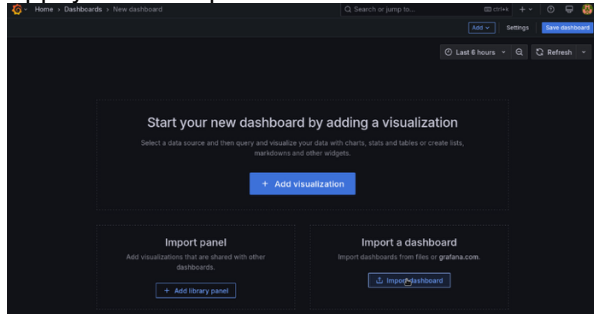 Home › Dashboards › New dashboard
Search or jump to...
ctrl+k
Add
Settings
Save dashboard
Last 6 hours
Refresh
Start your new dashboard by adding a visualization
Select a data source and then query and visualize your data with charts, stats and tables or create lists,
markdowns and other widgets.
+ Add visualization
Import panel
Add visualizations that are shared with other
dashboards.
+ Add library panel
Import a dashboard
Import dashboards from files or grafana.com.
Import dashboard